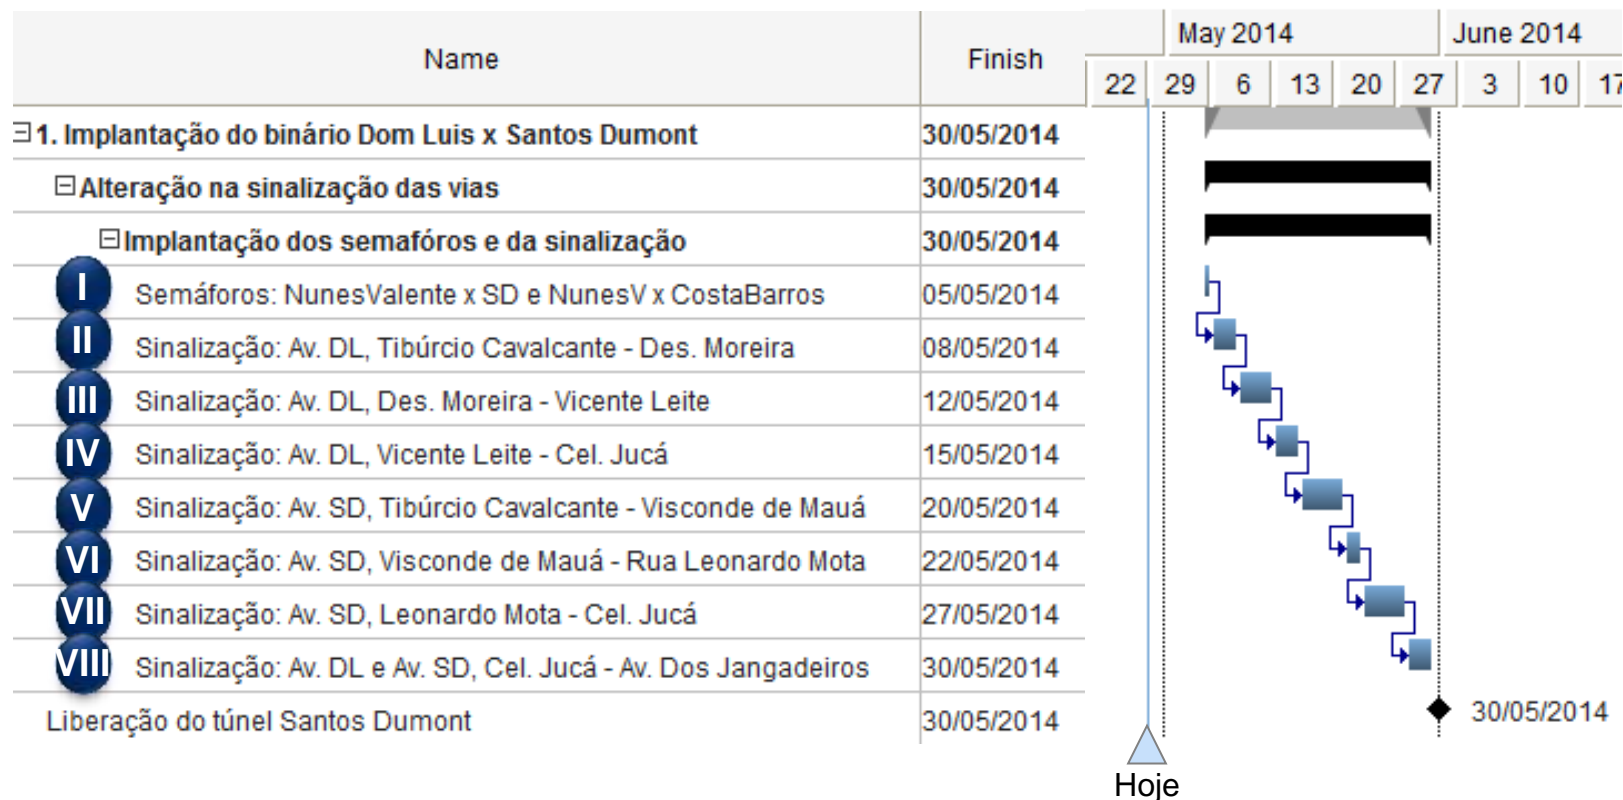 Name Finish May 2014 June 2014
22 29 6 13 20 27 3 10 17
1. Implantação do binário Dom Luis x Santos Dumont 30/05/2014
Alteração na sinalização das vias 30/05/2014
Implantação dos semafóros e da sinalização 30/05/2014
I Semáforos: NunesValente x SD e NunesV x CostaBarros 05/05/2014
II Sinalização: Av. DL, Tibúrcio Cavalcante - Des. Moreira 08/05/2014
III Sinalização: Av. DL, Des. Moreira - Vicente Leite 12/05/2014
IV Sinalização: Av. DL, Vicente Leite - Cel. Jucá 15/05/2014
V Sinalização: Av. SD, Tibúrcio Cavalcante - Visconde de Mauá 20/05/2014
VI Sinalização: Av. SD, Visconde de Mauá - Rua Leonardo Mota 22/05/2014
VII Sinalização: Av. SD, Leonardo Mota - Cel. Jucá 27/05/2014
VIII Sinalização: Av. DL e Av. SD, Cel. Jucá - Av. Dos Jangadeiros 30/05/2014
Liberação do túnel Santos Dumont 30/05/2014 30/05/2014
Hoje